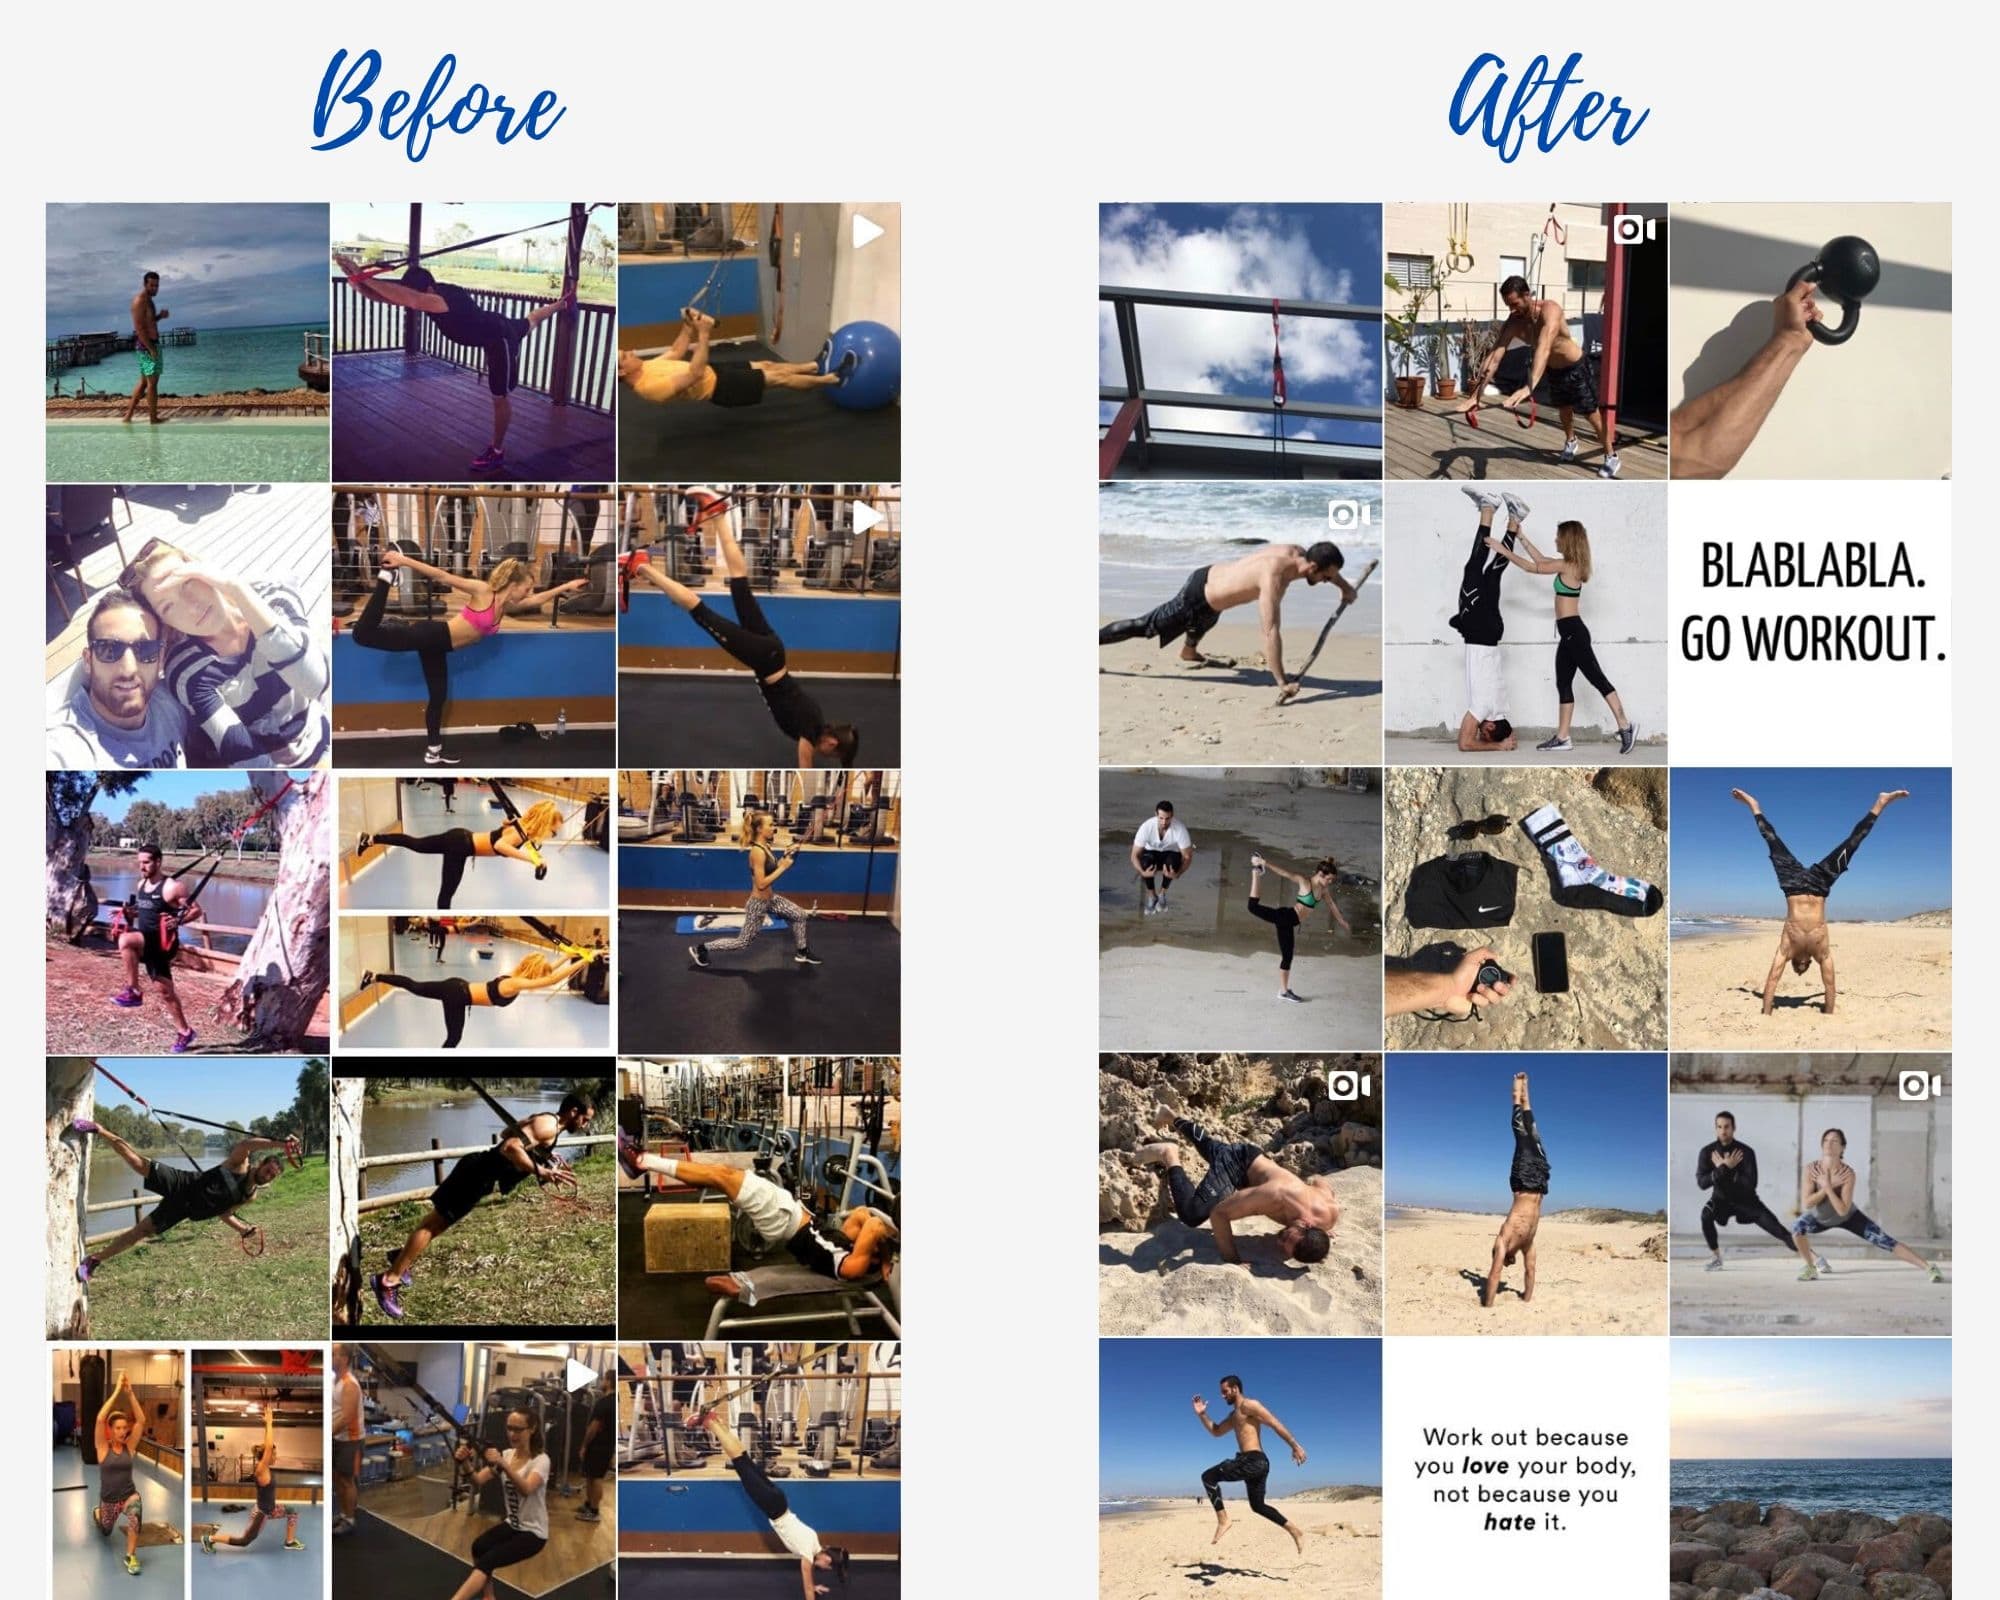 Before
After
BLABLABLA.
GO WORKOUT.
Work out because
you love your body,
not because you
hate it.